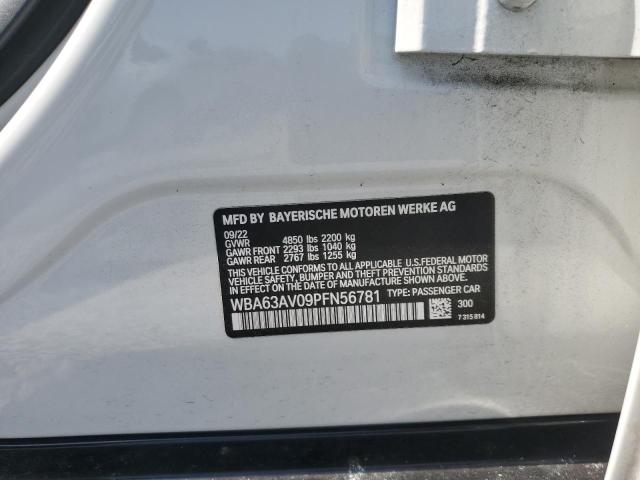 MFD BY BAYERISCHE MOTOREN WERKE AG
09/22
GVWR 4850 lbs 2200 kg
GAWR FRONT 2293 lbs 1040 kg
GAWR REAR 2767 lbs 1255 kg
THIS VEHICLE CONFORMS TO ALL APPLICABLE U.S.FEDERAL MOTOR
VEHICLE SAFETY, BUMPER, AND THEFT PREVENTION STANDARDS IN
EFFECT ON THE DATE OF MANUFACTURE SHOWN ABOVE.
WBA63AV09PFN56781 TYPE: PASSENGER CAR
300
7 315 814